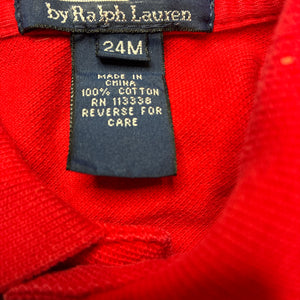 by Ralph Lauren
24M
MADE IN
CHINA
100% COTTON
RN 113338
REVERSE FOR
CARE